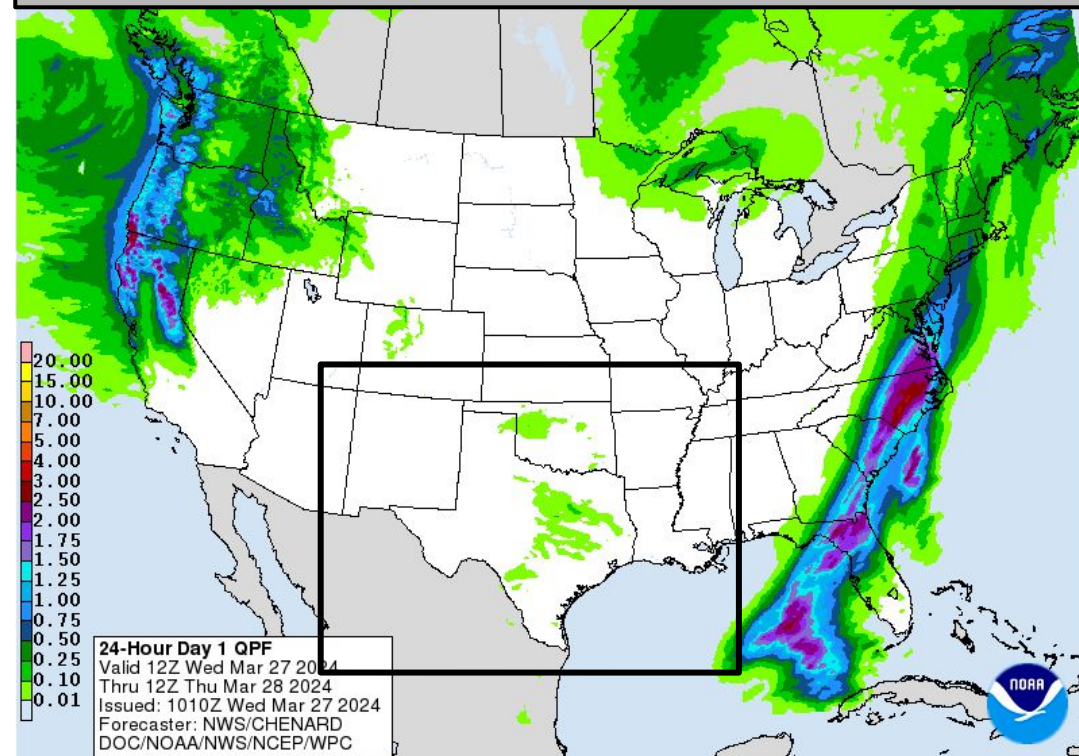 20.00
15.00
10.00
7.00
5.00
4.00
3.00
2.50
2.00
1.75
1.50
1.25
1.00
0.75
0.50
0.25
0.10
0.01
24-Hour Day 1 QPF
Valid 12Z Wed Mar 27 2024
Thru 12Z Thu Mar 28 2024
Issued: 1010Z Wed Mar 27 2024
Forecaster: NWS/CHENARD
DOC/NOAA/NWS/NCEP/WPC
NOAA